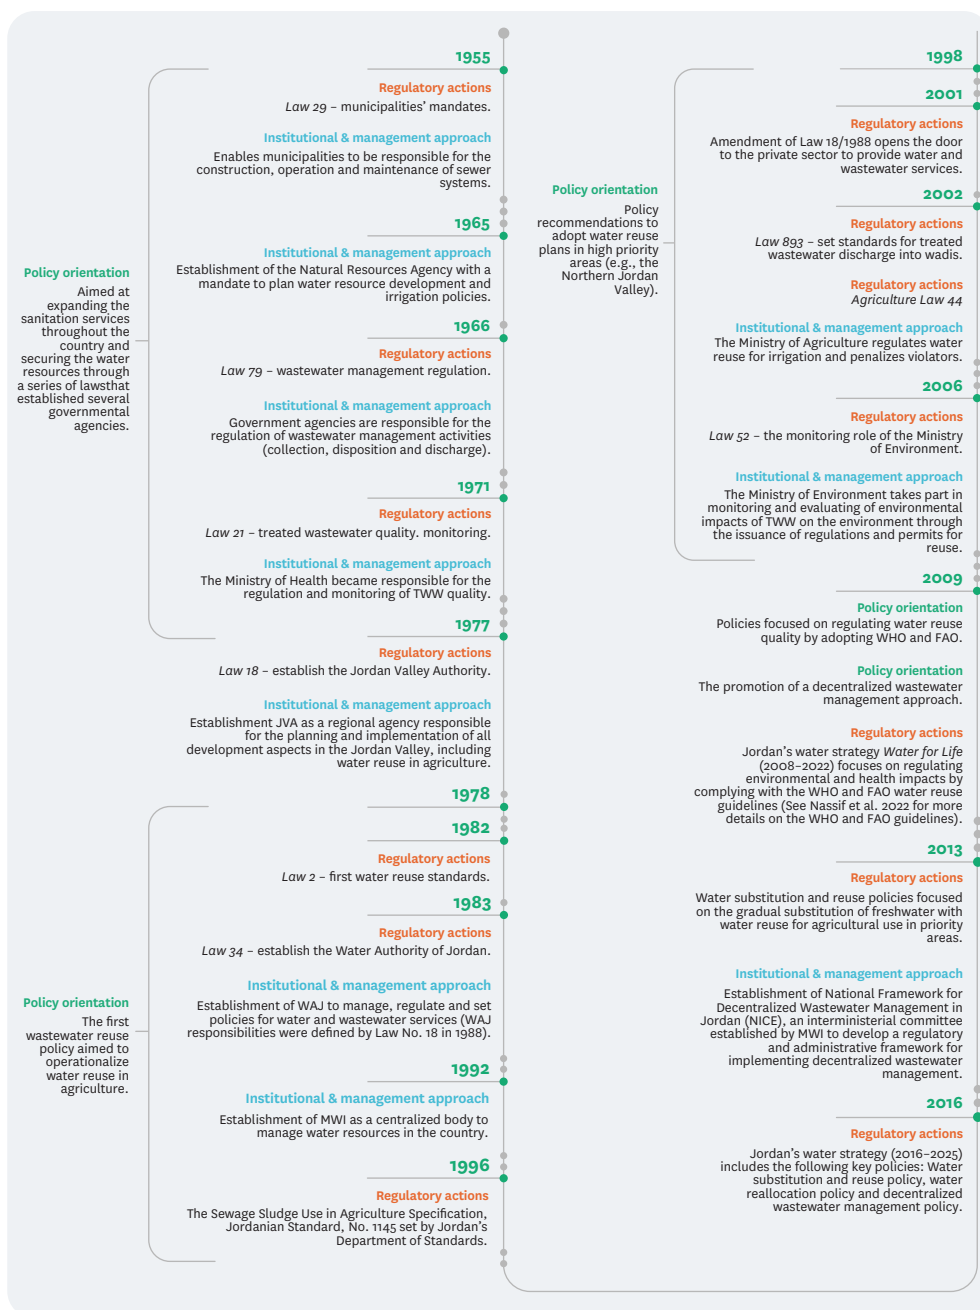 1955
Regulatory actions
Law 29 – municipalities' mandates.
Institutional & management approach
Enables municipalities to be responsible for the
construction, operation and maintenance of sewer
systems.
1965
Institutional & management approach
Establishment of the Natural Resources Agency with a
mandate to plan water resource development and
irrigation policies.
1966
Regulatory actions
Law 79 – wastewater management regulation.
Institutional & management approach
Government agencies are responsible for the
regulation of wastewater management activities
(collection, disposition and discharge).
1971
Regulatory actions
Law 21 – treated wastewater quality. monitoring.
Institutional & management approach
The Ministry of Health became responsible for the
regulation and monitoring of TWW quality.
1977
Policy orientation
Aimed at
expanding the
sanitation services
throughout the
country and
securing the water
resources through
a series of lawsthat
established several
governmental
agencies.
Regulatory actions
Law 18 – establish the Jordan Valley Authority.
Institutional & management approach
Establishment JVA as a regional agency responsible
for the planning and implementation of all
development aspects in the Jordan Valley, including
water reuse in agriculture.
1978
1982
Regulatory actions
Law 2 – first water reuse standards.
1983
Regulatory actions
Law 34 – establish the Water Authority of Jordan.
Institutional & management approach
Establishment of WAJ to manage, regulate and set
policies for water and wastewater services (WAJ
responsibilities were defined by Law No. 18 in 1988).
1992
Institutional & management approach
Establishment of MWI as a centralized body to
manage water resources in the country.
1996
Regulatory actions
The Sewage Sludge Use in Agriculture Specification,
Jordanian Standard, No. 1145 set by Jordan's
Department of Standards.
Policy orientation
The first
wastewater reuse
policy aimed to
operationalize
water reuse in
agriculture.
1998
2001
Regulatory actions
Amendment of Law 18/1988 opens the door
to the private sector to provide water and
wastewater services.
2002
Regulatory actions
Law 893 – set standards for treated
wastewater discharge into wadis.
Regulatory actions
Agriculture Law 44
Institutional & management approach
The Ministry of Agriculture regulates water
reuse for irrigation and penalizes violators.
2006
Regulatory actions
Law 52 – the monitoring role of the Ministry
of Environment.
Institutional & management approach
The Ministry of Environment takes part in
monitoring and evaluating of environmental
impacts of TWW on the environment through
the issuance of regulations and permits for
reuse.
Policy orientation
Policy
recommendations to
adopt water reuse
plans in high priority
areas (e.g., the
Northern Jordan
Valley).
2009
Policy orientation
Policies focused on regulating water reuse
quality by adopting WHO and FAO.
Policy orientation
The promotion of a decentralized wastewater
management approach.
Regulatory actions
Jordan's water strategy Water for Life
(2008–2022) focuses on regulating
environmental and health impacts by
complying with the WHO and FAO water reuse
guidelines (See Nassif et al. 2022 for more
details on the WHO and FAO guidelines).
2013
Regulatory actions
Water substitution and reuse policies focused
on the gradual substitution of freshwater with
water reuse for agricultural use in priority
areas.
Institutional & management approach
Establishment of National Framework for
Decentralized Wastewater Management in
Jordan (NICE), an interministerial committee
established by MWI to develop a regulatory
and administrative framework for
implementing decentralized wastewater
management.
2016
Regulatory actions
Jordan's water strategy (2016–2025)
includes the following key policies: Water
substitution and reuse policy, water
reallocation policy and decentralized
wastewater management policy.